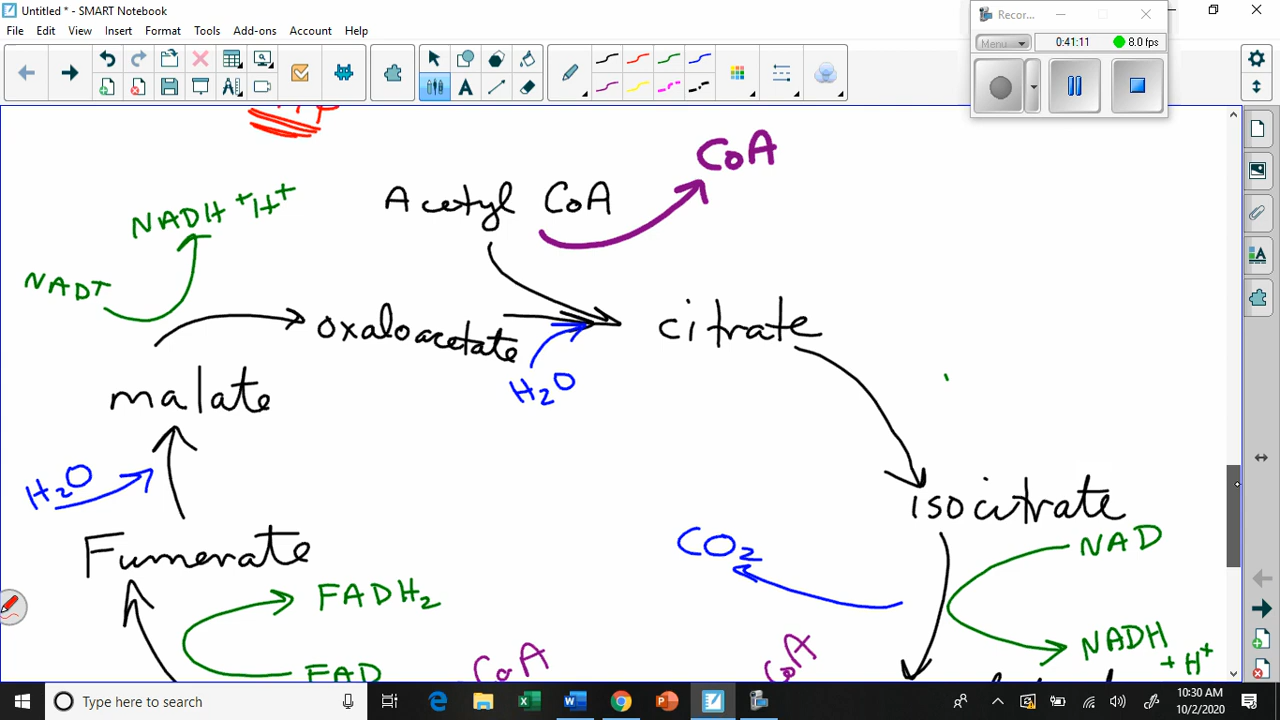 Untitled * - SMART Notebook
Recor...
File Edit View Insert Format Tools Add-ons Account Help
Menu
0:41:11
8.0 fps
CoA
Acetyl CoA
NADH + H+
NAD+
oxaloacetate
citrate
H2O
malate
H2O
isocitrate
NAD
CO2
Fumerate
FADH2
NADH
+ H+
CoA
CoA
FAD
Type here to search
10:30 AM
10/2/2020